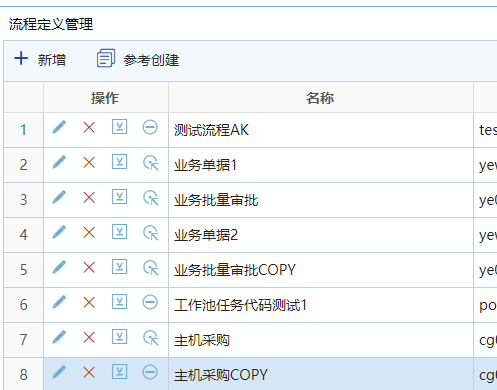 流程定义管理
新增 参考创建
操作 名称
1 测试流程AK tes
2 业务单据1 yew
3 业务批量审批 ye0
4 业务单据2 yew
5 业务批量审批COPY ye0
6 工作池任务代码测试1 po
7 主机采购 cg0
8 主机采购COPY cg0